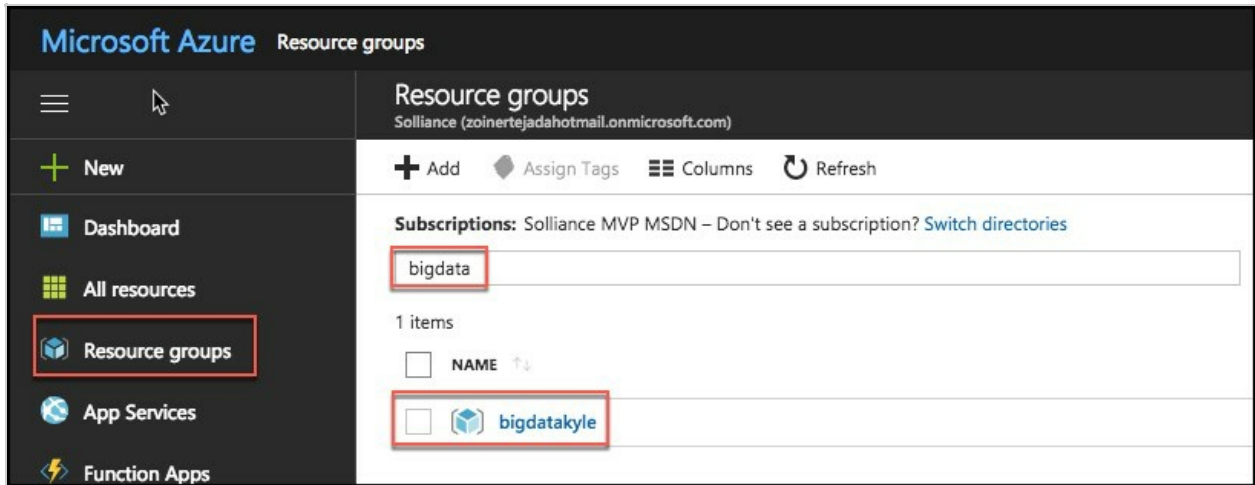 Microsoft Azure Resource groups
Resource groups
Solliance (zoinertejadahotmail.onmicrosoft.com)
New
Dashboard
All resources
Resource groups
App Services
Function Apps
Add Assign Tags Columns Refresh
Subscriptions: Solliance MVP MSDN – Don't see a subscription? Switch directories
bigdata
1 items
NAME
bigdatakyle